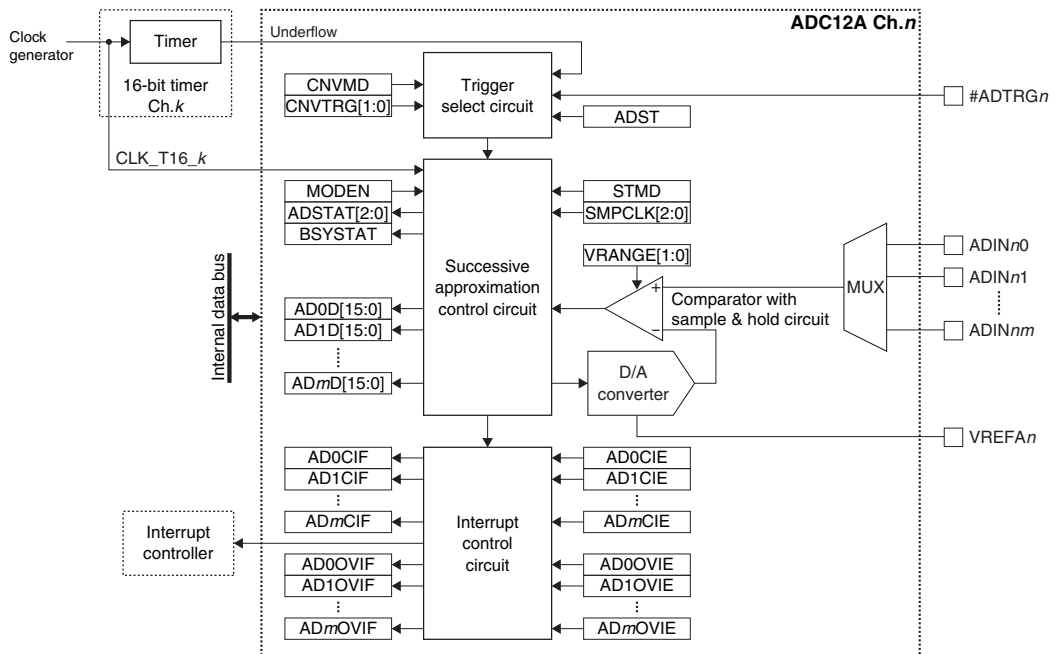 ADC12A Ch.n
Clock
generator
Timer
16-bit timer
Ch.k
Underflow
CNVMD
CNVTRG[1:0]
Trigger
select circuit
ADST
#ADTRGn
CLK_T16_k
MODEN
ADSTAT[2:0]
BSYSTAT
STMD
SMPCLK[2:0]
VRANGE[1:0]
Successive
approximation
control circuit
Comparator with
sample & hold circuit
+
−
MUX
ADINn0
ADINn1
ADINnm
Internal data bus
AD0D[15:0]
AD1D[15:0]
ADmD[15:0]
D/A
converter
VREFAn
AD0CIF
AD1CIF
ADmCIF
AD0CIE
AD1CIE
ADmCIE
Interrupt
control
circuit
Interrupt
controller
AD0OVIF
AD1OVIF
ADmOVIF
AD0OVIE
AD1OVIE
ADmOVIE